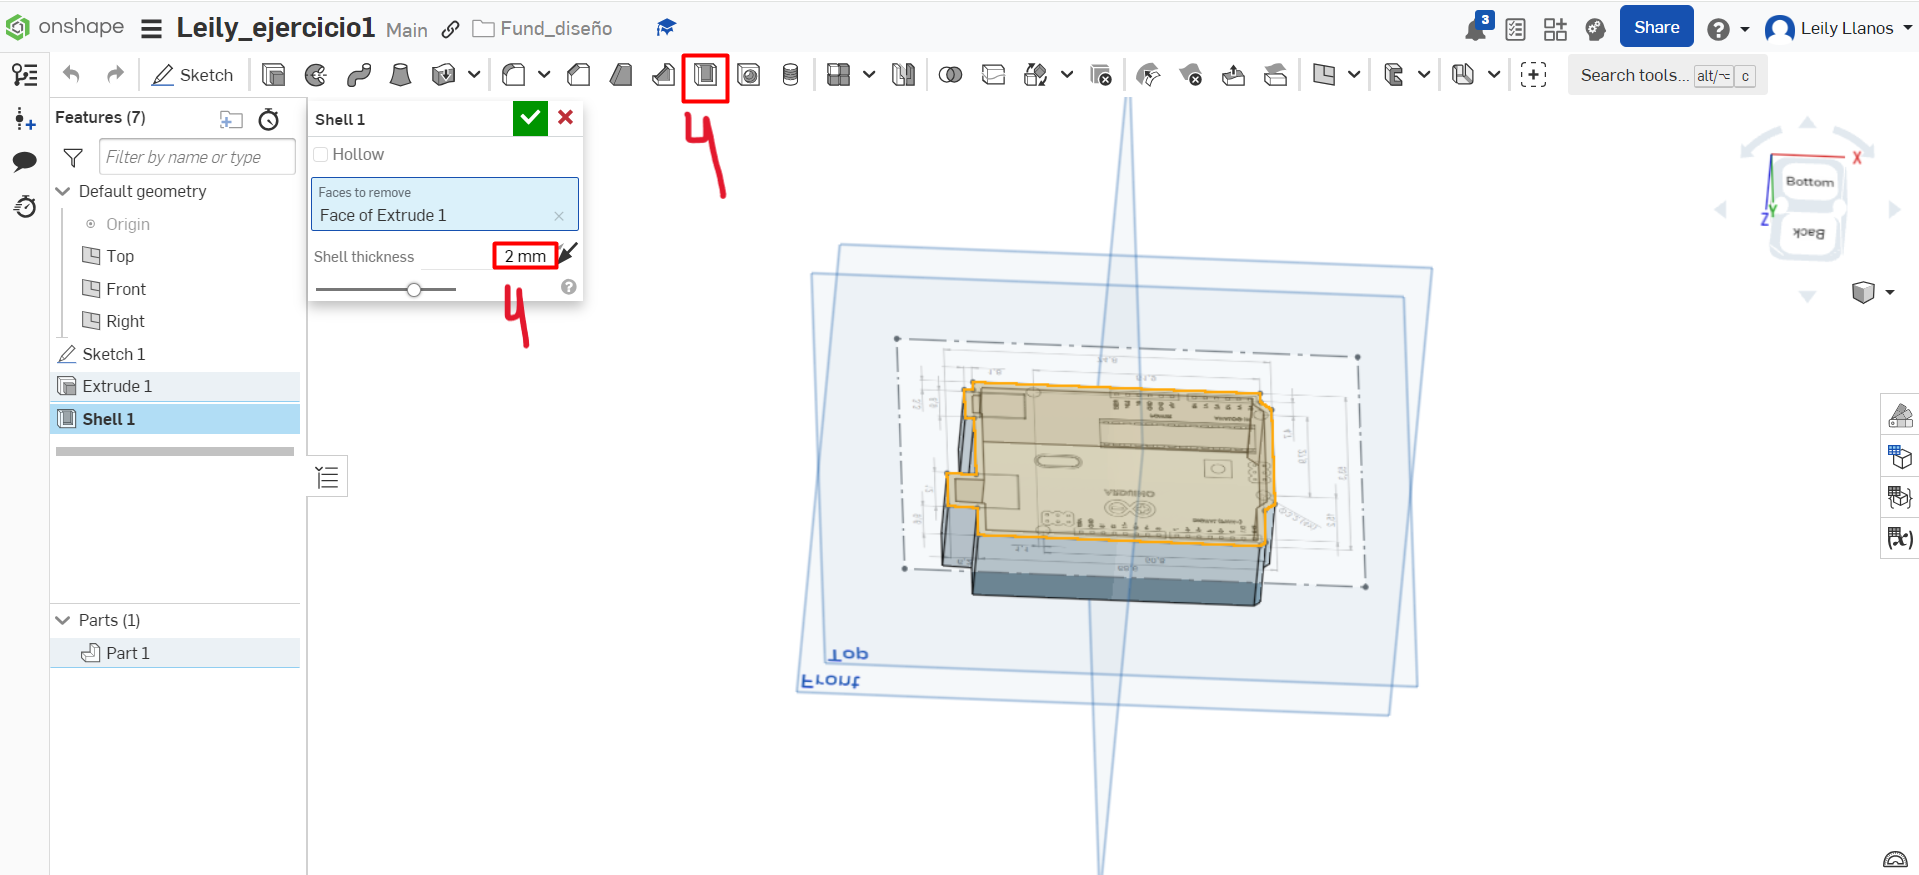 onshape
Leily_ejercicio1 Main Fund_diseño
3
Share
Leily Llanos
Sketch
Search tools... alt/⌥ c
4
Features (7)
Filter by name or type
Default geometry
Origin
Top
Front
Right
Sketch 1
Extrude 1
Shell 1
Parts (1)
Part 1
Shell 1
Hollow
Faces to remove
Face of Extrude 1
Shell thickness 2 mm
4
Top
Front
X
Bottom
Z
Y
Back
ARDUINO
(x)